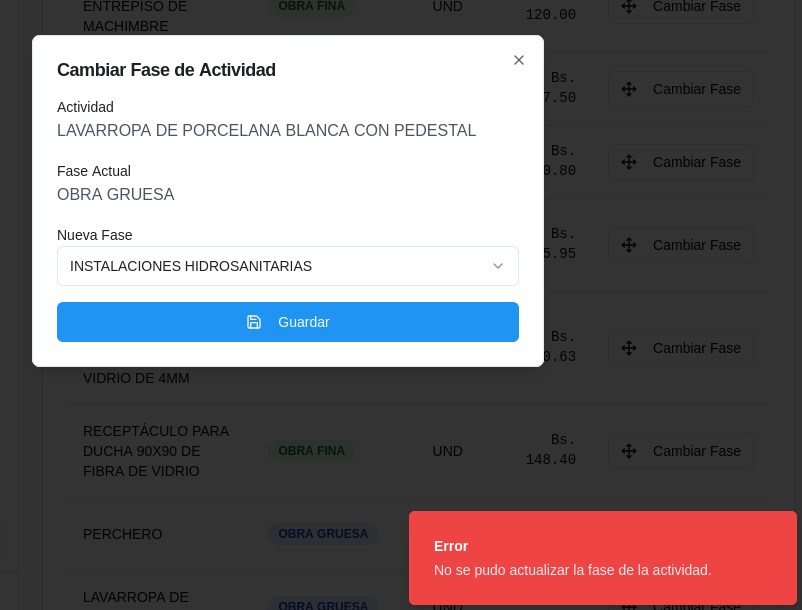 ENTREPISO DE
MACHIMBRE
OBRA FINA
UND
120.00
Cambiar Fase
Cambiar Fase de Actividad
Actividad
LAVARROPA DE PORCELANA BLANCA CON PEDESTAL
Fase Actual
OBRA GRUESA
Nueva Fase
INSTALACIONES HIDROSANITARIAS
Guardar
Bs.
7.50
Cambiar Fase
Bs.
0.80
Cambiar Fase
Bs.
5.95
Cambiar Fase
Bs.
0.63
Cambiar Fase
VIDRIO DE 4MM
RECEPTÁCULO PARA
DUCHA 90X90 DE
FIBRA DE VIDRIO
OBRA FINA
UND
Bs.
148.40
Cambiar Fase
PERCHERO
OBRA GRUESA
Error
No se pudo actualizar la fase de la actividad.
LAVARROPA DE
OBRA GRUESA
UND
Cambiar Fase